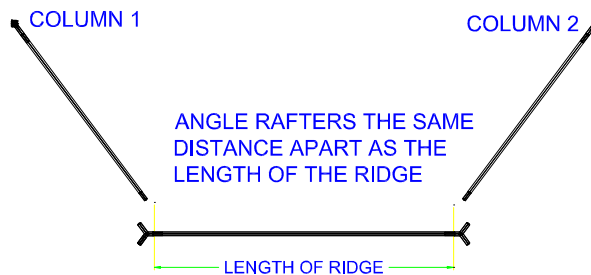 COLUMN 1
COLUMN 2
ANGLE RAFTERS THE SAME
DISTANCE APART AS THE
LENGTH OF THE RIDGE
LENGTH OF RIDGE